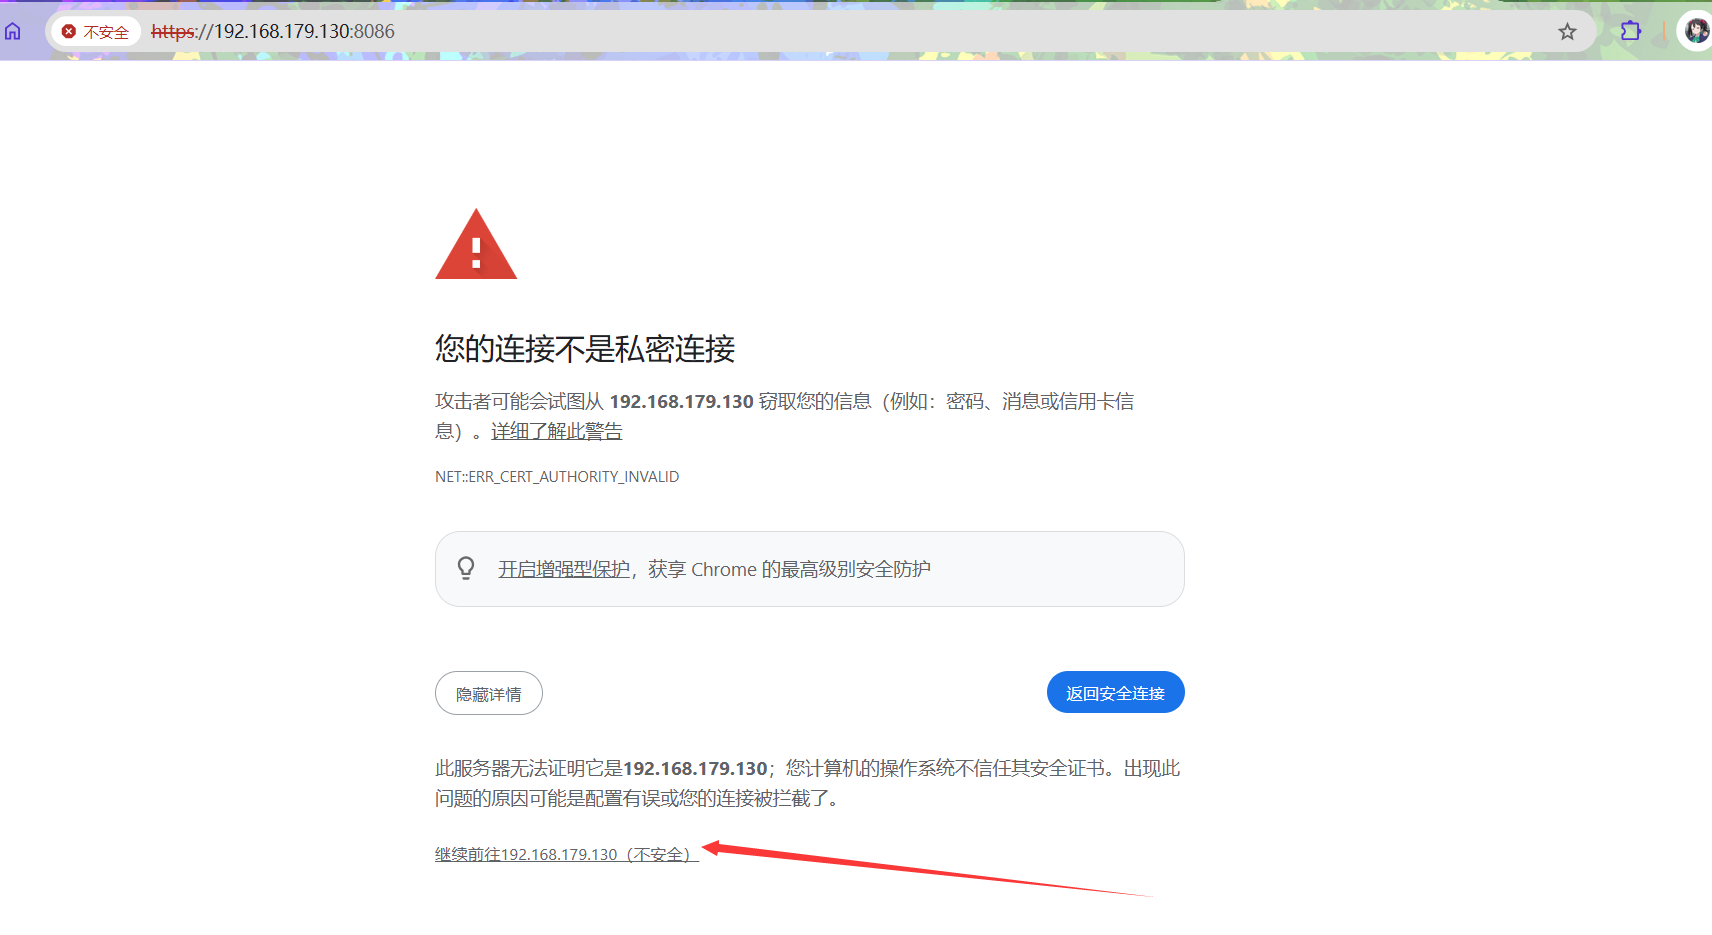 不安全 https://192.168.179.130:8086
您的连接不是私密连接
攻击者可能会试图从 192.168.179.130 窃取您的信息（例如：密码、消息或信用卡信
息）。详细了解此警告
NET::ERR_CERT_AUTHORITY_INVALID
开启增强型保护，获享 Chrome 的最高级别安全防护
隐藏详情
返回安全连接
此服务器无法证明它是192.168.179.130；您计算机的操作系统不信任其安全证书。出现此
问题的原因可能是配置有误或您的连接被拦截了。
继续前往192.168.179.130（不安全）